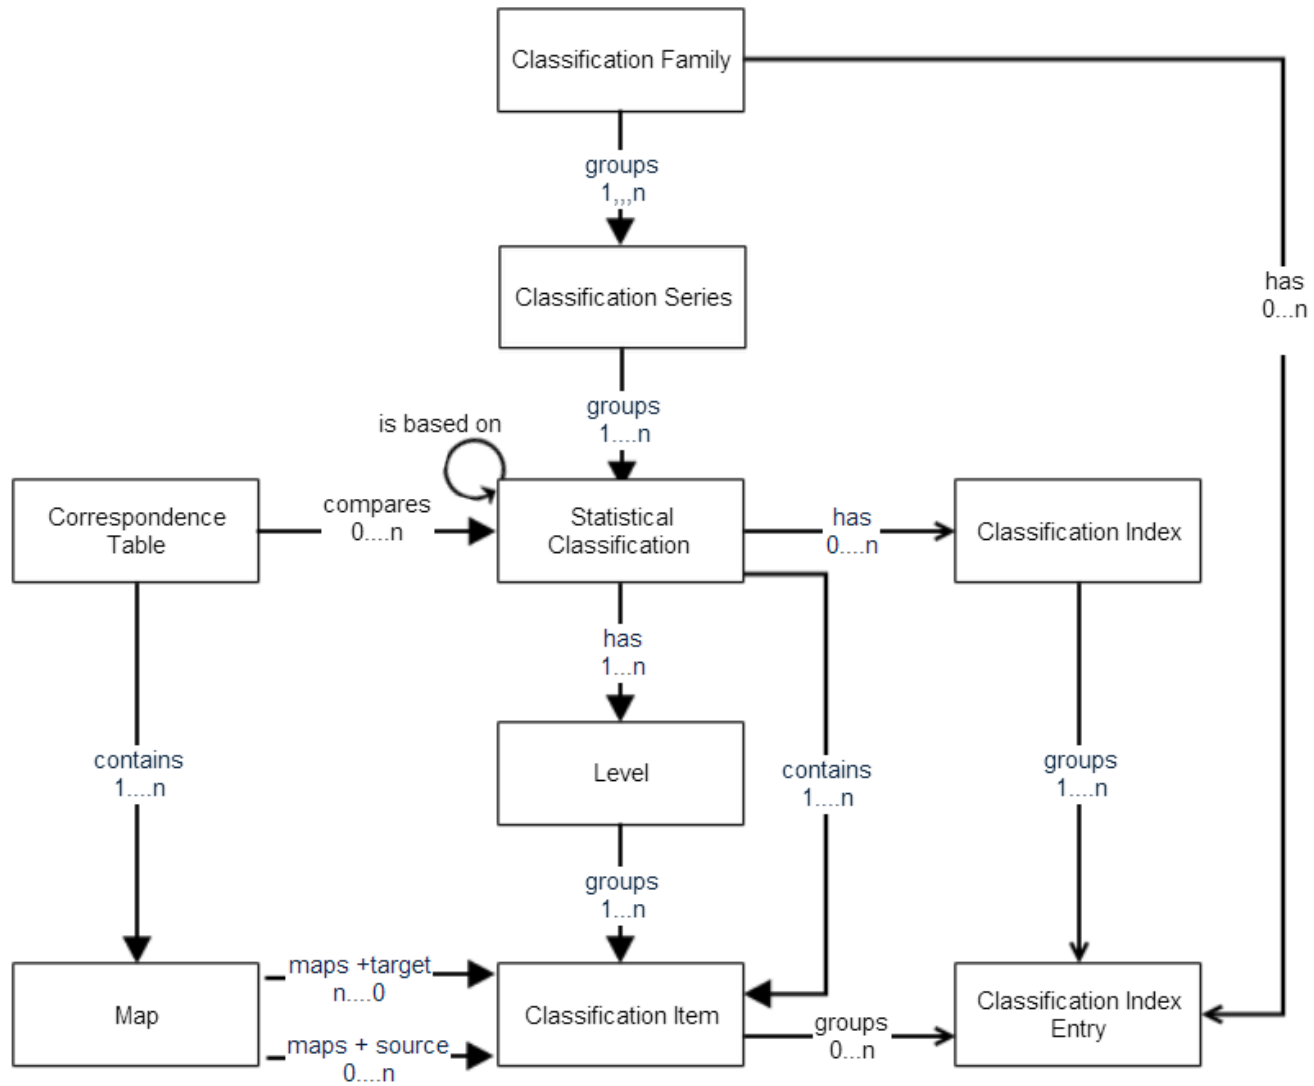 Classification Family
groups
1,,,n
Classification Series
has
0...n
groups
1....n
is based on
Correspondence
Table
compares
0....n
Statistical
Classification
has
0....n
Classification Index
has
1...n
contains
1....n
Level
contains
1....n
groups
1....n
groups
1...n
maps +target
n....0
Map
maps + source
0....n
Classification Item
groups
0...n
Classification Index
Entry